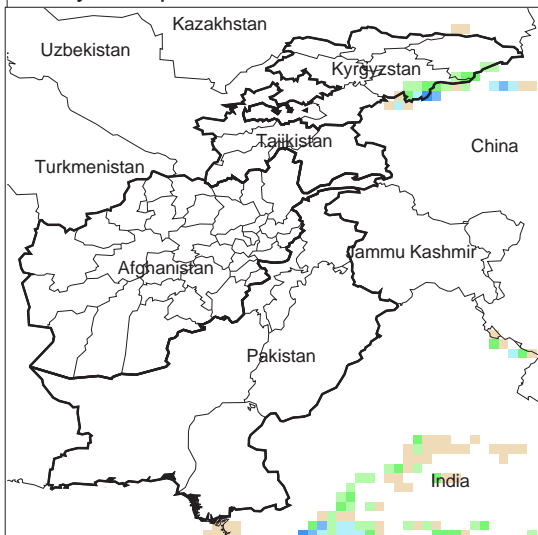 Kazakhstan
Uzbekistan
Kyrgyzstan
Tajikistan
China
Turkmenistan
Jammu Kashmir
Afghanistan
Pakistan
India